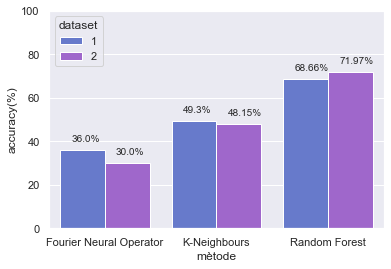 100
80
60
40
20
0
accuracy(%)
dataset
1
2
36.0%
30.0%
49.3%
48.15%
68.66%
71.97%
Fourier Neural Operator
K-Neighbours
Random Forest
mètode